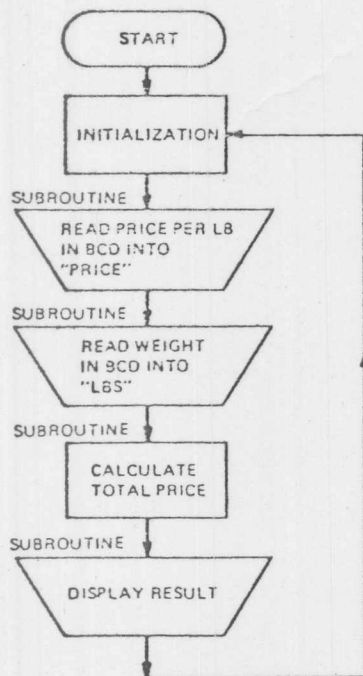 START
INITIALIZATION
SUBROUTINE
READ PRICE PER LB
IN BCD INTO
"PRICE"
SUBROUTINE
READ WEIGHT
IN BCD INTO
"LBS"
SUBROUTINE
CALCULATE
TOTAL PRICE
SUBROUTINE
DISPLAY RESULT